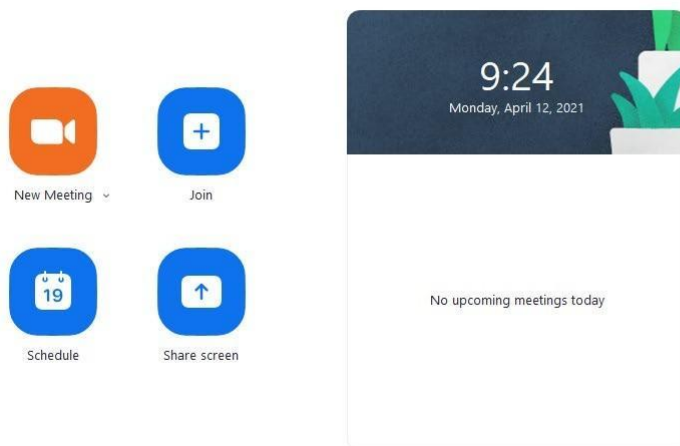 New Meeting
Join
19
Schedule
Share screen
9:24
Monday, April 12, 2021
No upcoming meetings today